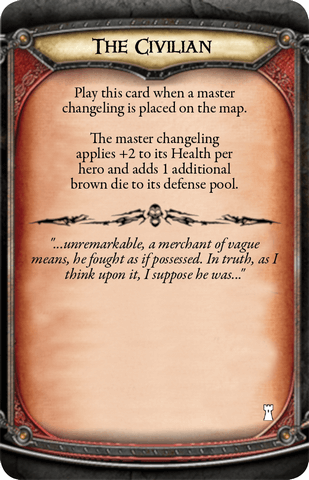 The Civilian
Play this card when a master
changeling is placed on the map.
The master changeling
applies +2 to its Health per
hero and adds 1 additional
brown die to its defense pool.
"...unremarkable, a merchant of vague
means, he fought as if possessed. In truth, as I
think upon it, I suppose he was..."